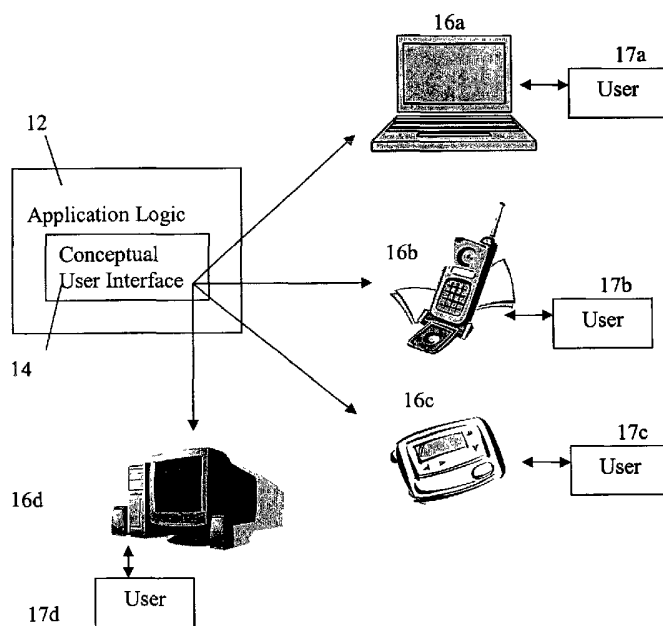 16a
17a
User
12
Application Logic
Conceptual
User Interface
14
16b
17b
User
16c
17c
User
16d
User
17d